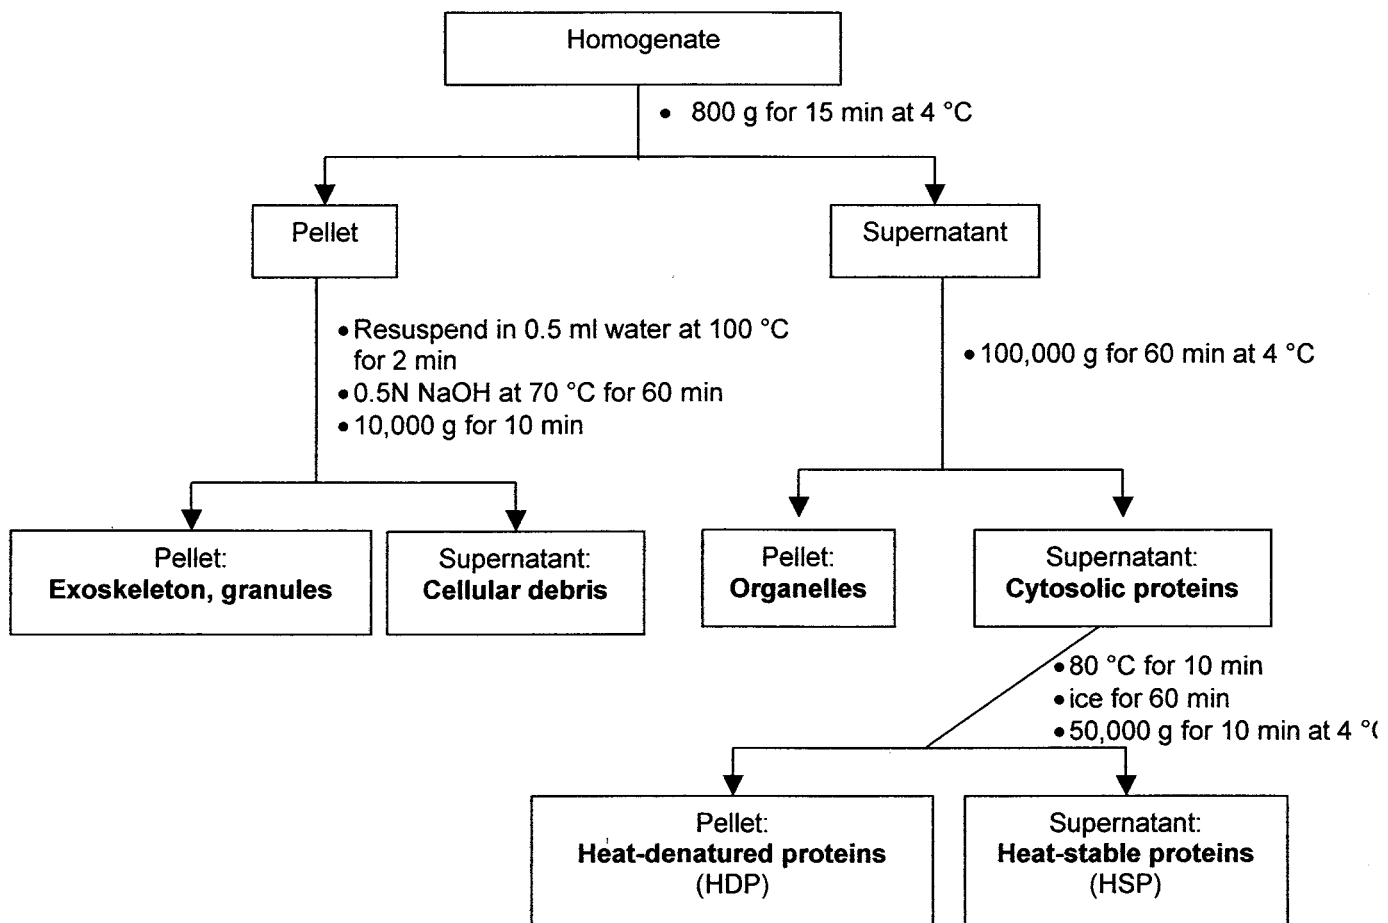 Homogenate
• 800 g for 15 min at 4 °C
Pellet
Supernatant
• Resuspend in 0.5 ml water at 100 °C
for 2 min
• 0.5N NaOH at 70 °C for 60 min
• 10,000 g for 10 min
• 100,000 g for 60 min at 4 °C
Pellet:
Exoskeleton, granules
Supernatant:
Cellular debris
Pellet:
Organelles
Supernatant:
Cytosolic proteins
• 80 °C for 10 min
• ice for 60 min
• 50,000 g for 10 min at 4 °(
Pellet:
Heat-denatured proteins
(HDP)
Supernatant:
Heat-stable proteins
(HSP)